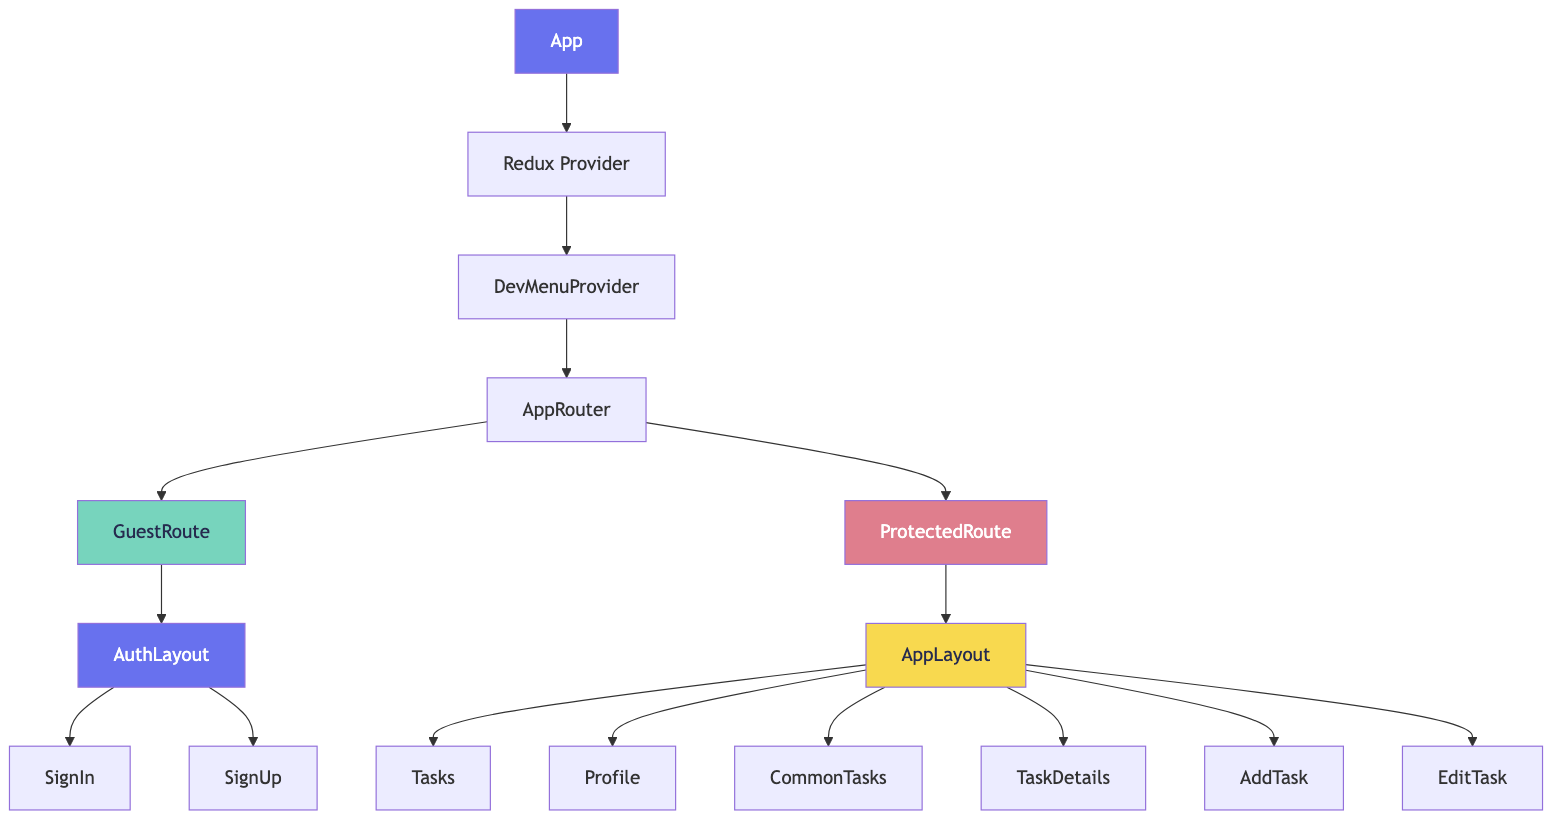 App
Redux Provider
DevMenuProvider
AppRouter
GuestRoute
ProtectedRoute
AuthLayout
AppLayout
SignIn
SignUp
Tasks
Profile
CommonTasks
TaskDetails
AddTask
EditTask